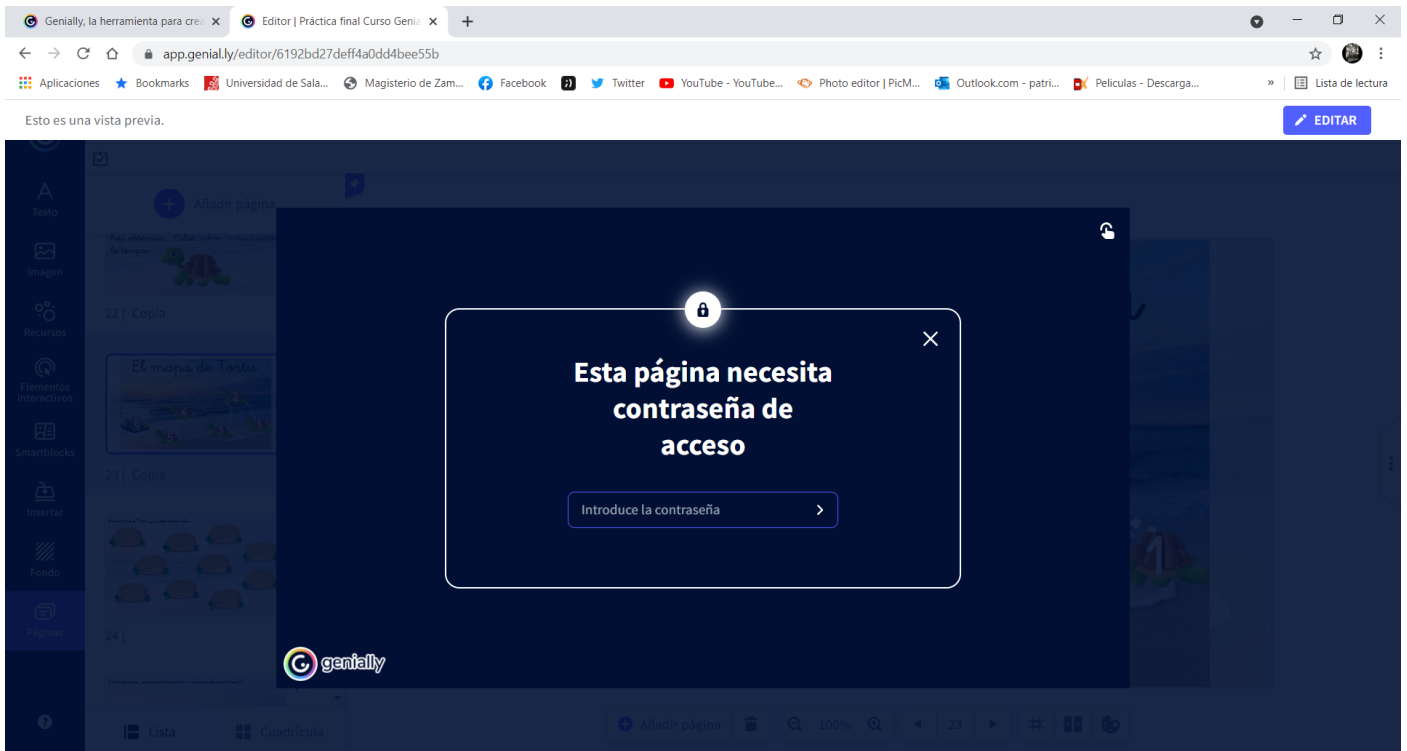 Genially, la herramienta para crea
Editor | Práctica final Curso Genia
app.genial.ly/editor/6192bd27deff4a0dd4bee55b
Aplicaciones
Bookmarks
Universidad de Sala...
Magisterio de Zam...
Facebook
Twitter
YouTube - YouTube...
Photo editor | PicM...
Outlook.com - patri...
Peliculas - Descarga...
»
Lista de lectura
Esto es una vista previa.
EDITAR
Texto
Añadir página
Imagen
22 | Copia
Recursos
Esta página necesita
contraseña de
acceso
El mapa de Tortu
Elementos
interactivos
Smartblocks
23 | Copia
Introduce la contraseña
Insertar
Fondo
Páginas
24 |
genially
Lista
Cuadrícula
Añadir página
100%
23
1